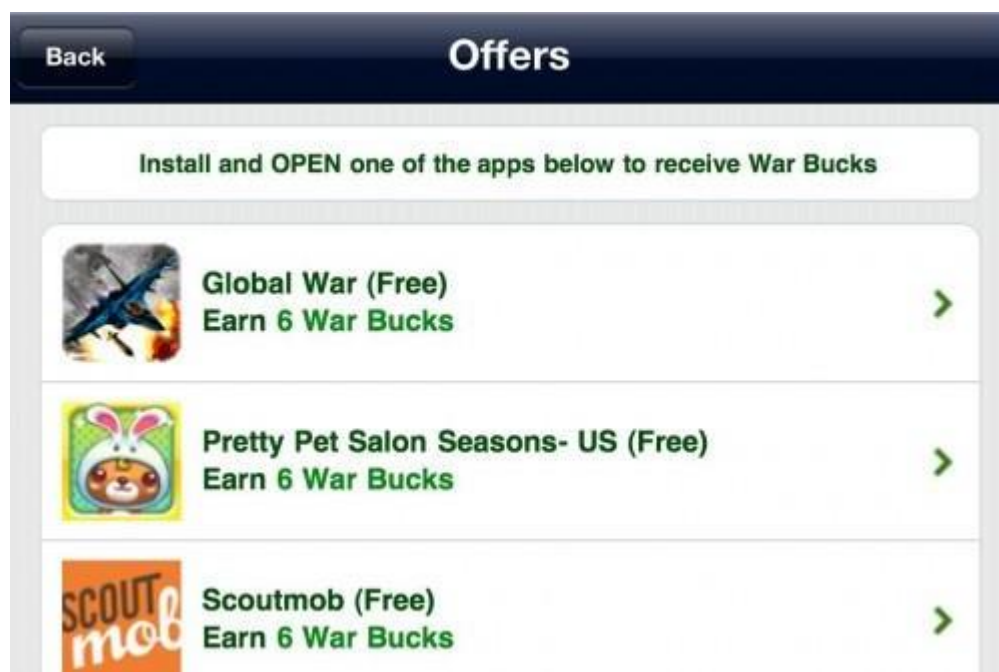 Back
Offers
Install and OPEN one of the apps below to receive War Bucks
Global War (Free)
Earn 6 War Bucks
Pretty Pet Salon Seasons- US (Free)
Earn 6 War Bucks
SCOUT
mob
Scoutmob (Free)
Earn 6 War Bucks